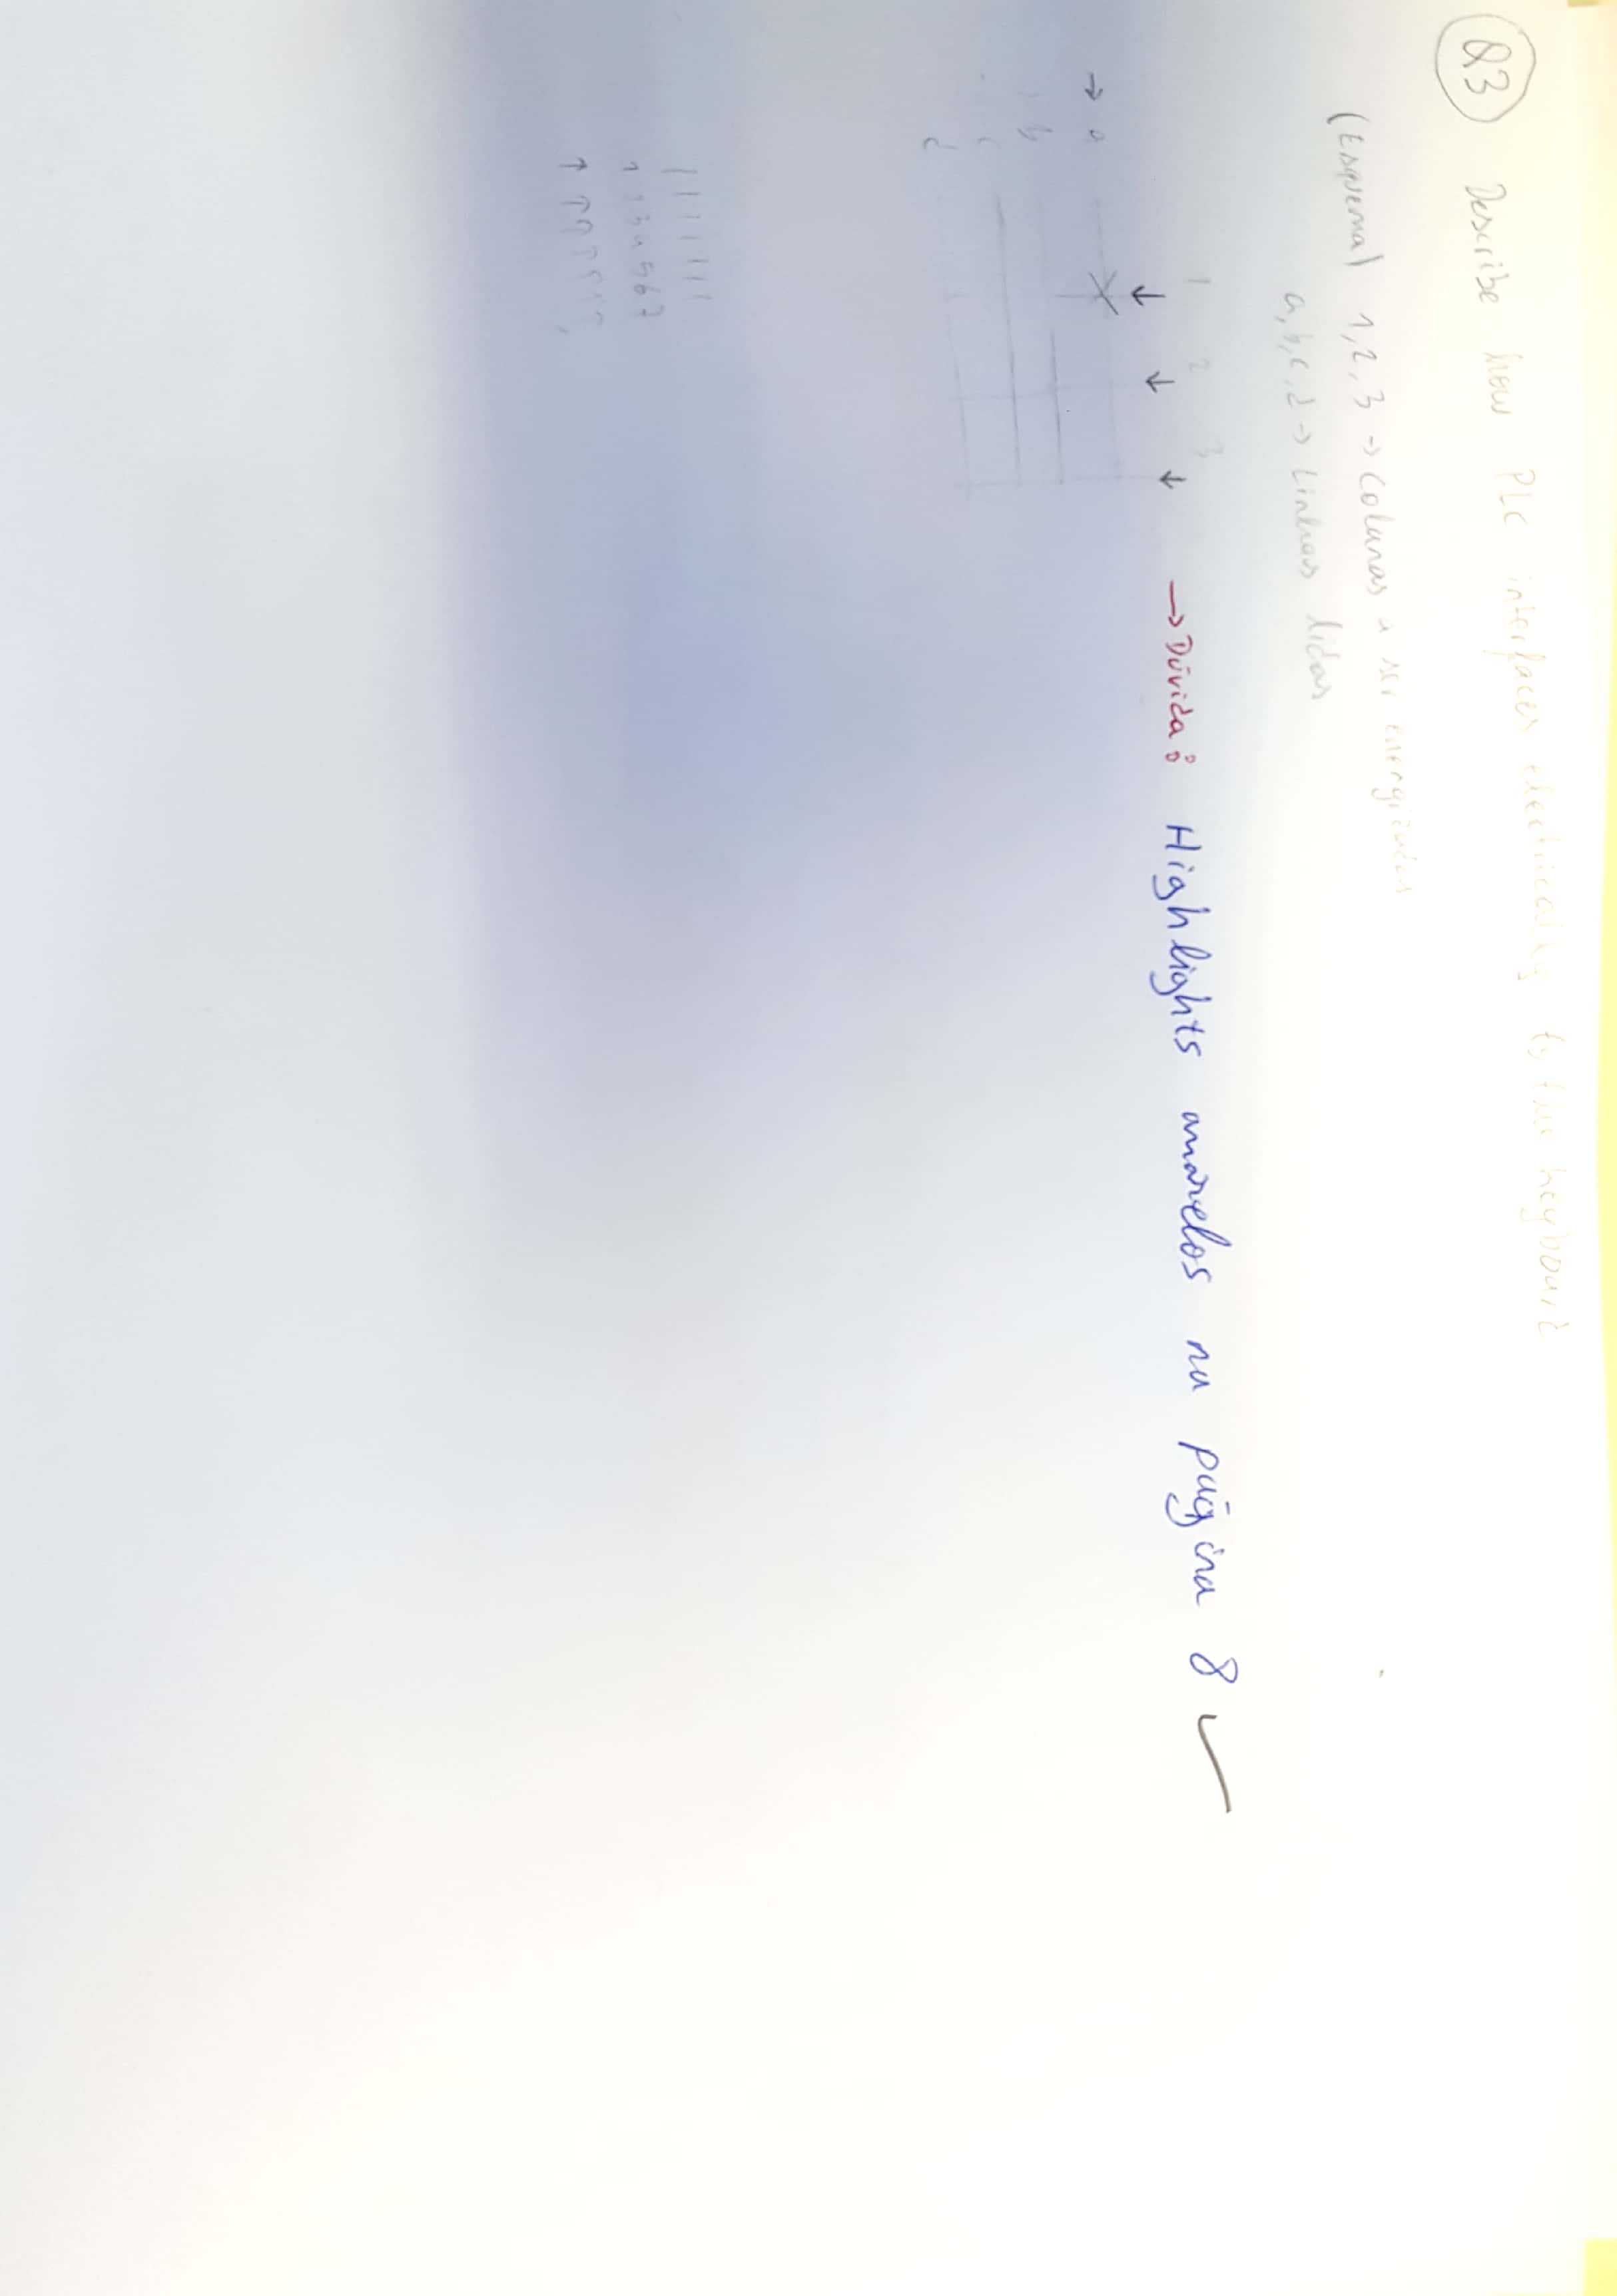 Q3 Describe how PLC interfaces electrically to the keyboard
(Esquema) 1,2,3 → Colunas a ser energizadas
a,b,c,d → Linhas lidas
1 2 3
↓ ↓ ↓ → Dúvida: Highlights amarelos na página 8 ✓
→ a
b
c
d
1 2 3 4 5 6 7
↑ ↑ ↑ ↑ ↑ ↑ ↑